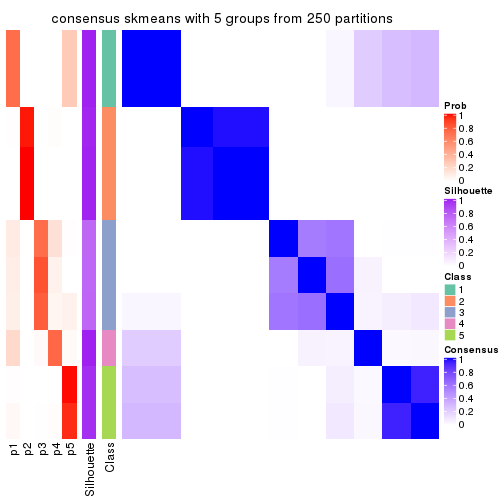 consensus skmeans with 5 groups from 250 partitions
Prob
1
0.8
0.6
0.4
0.2
0
Silhouette
1
0.8
0.6
0.4
0.2
0
Class
1
2
3
4
5
Consensus
1
0.8
0.6
0.4
0.2
0
p1
p2
p3
p4
p5
Silhouette
Class